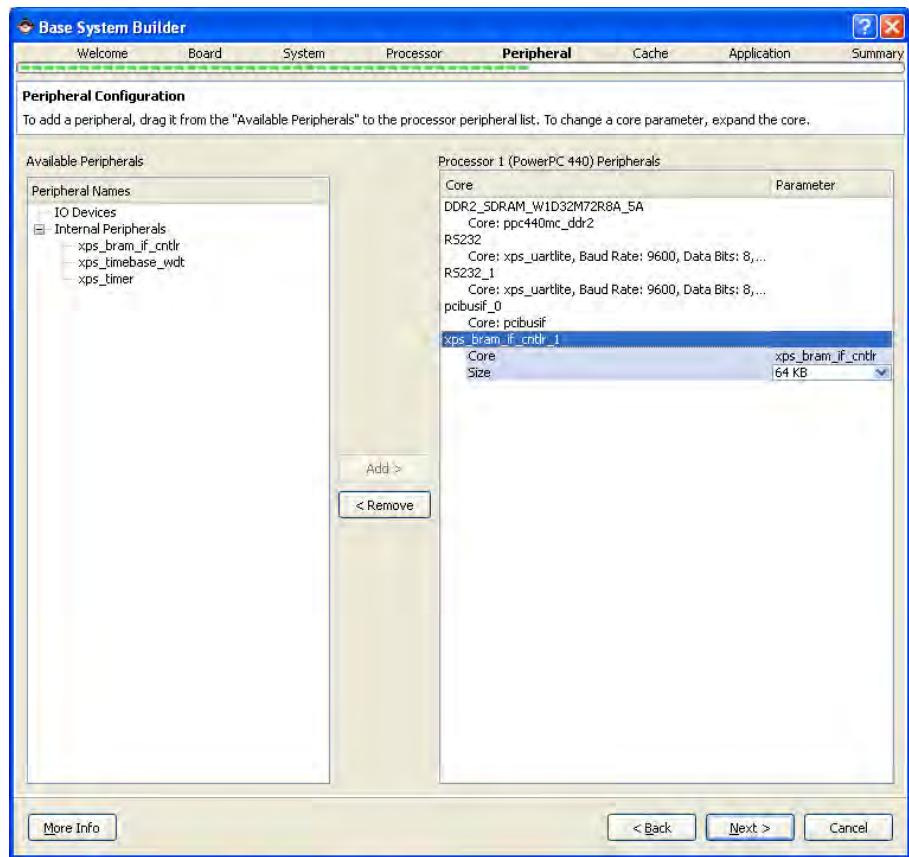 Base System Builder
Welcome Board System Processor Peripheral Cache Application Summary
Peripheral Configuration
To add a peripheral, drag it from the "Available Peripherals" to the processor peripheral list. To change a core parameter, expand the core.
Available Peripherals
Peripheral Names
IO Devices
Internal Peripherals
xps_bram_if_cntlr
xps_timebase_wdt
xps_timer
Add >
< Remove
Processor 1 (PowerPC 440) Peripherals
Core Parameter
DDR2_SDRAM_W1D32M72R8A_5A
Core: ppc440mc_ddr2
RS232
Core: xps_uartlite, Baud Rate: 9600, Data Bits: 8,...
RS232_1
Core: xps_uartlite, Baud Rate: 9600, Data Bits: 8,...
pcibusif_0
Core: pcibusif
xps_bram_if_cntlr_1
Core xps_bram_if_cntlr
Size 64 KB
More Info
< Back Next > Cancel